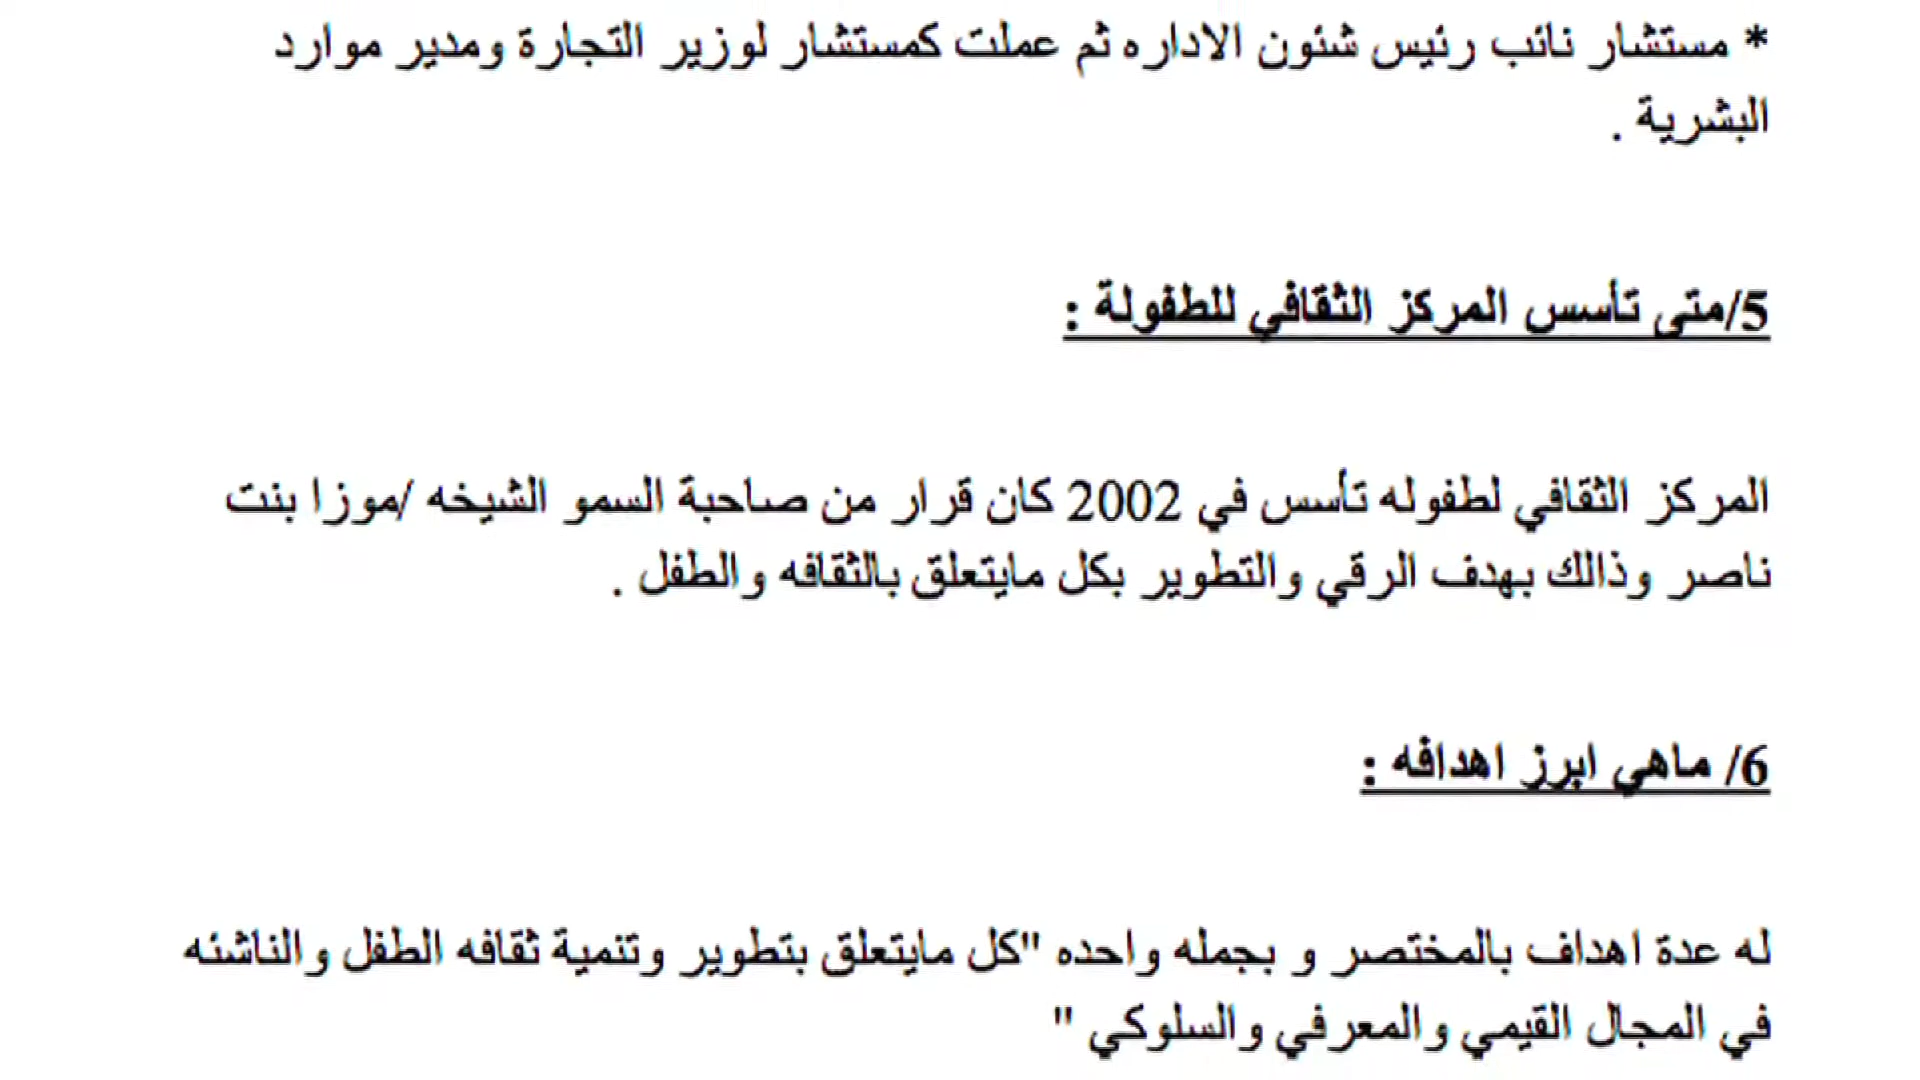 * مستشار نائب رئيس شئون الاداره ثم عملت كمستشار لوزير التجارة ومدير موارد
البشرية .
5/متى تأسس المركز الثقافي للطفولة :
المركز الثقافي لطفوله تأسس في 2002 كان قرار من صاحبة السمو الشيخه /موزا بنت
ناصر وذالك بهدف الرقي والتطوير بكل مايتعلق بالثقافه والطفل .
6/ ماهي ابرز اهدافه :
له عدة اهداف بالمختصر و بجمله واحده "كل مايتعلق بتطوير وتنمية ثقافه الطفل والناشئه
في المجال القيمي والمعرفي والسلوكي "